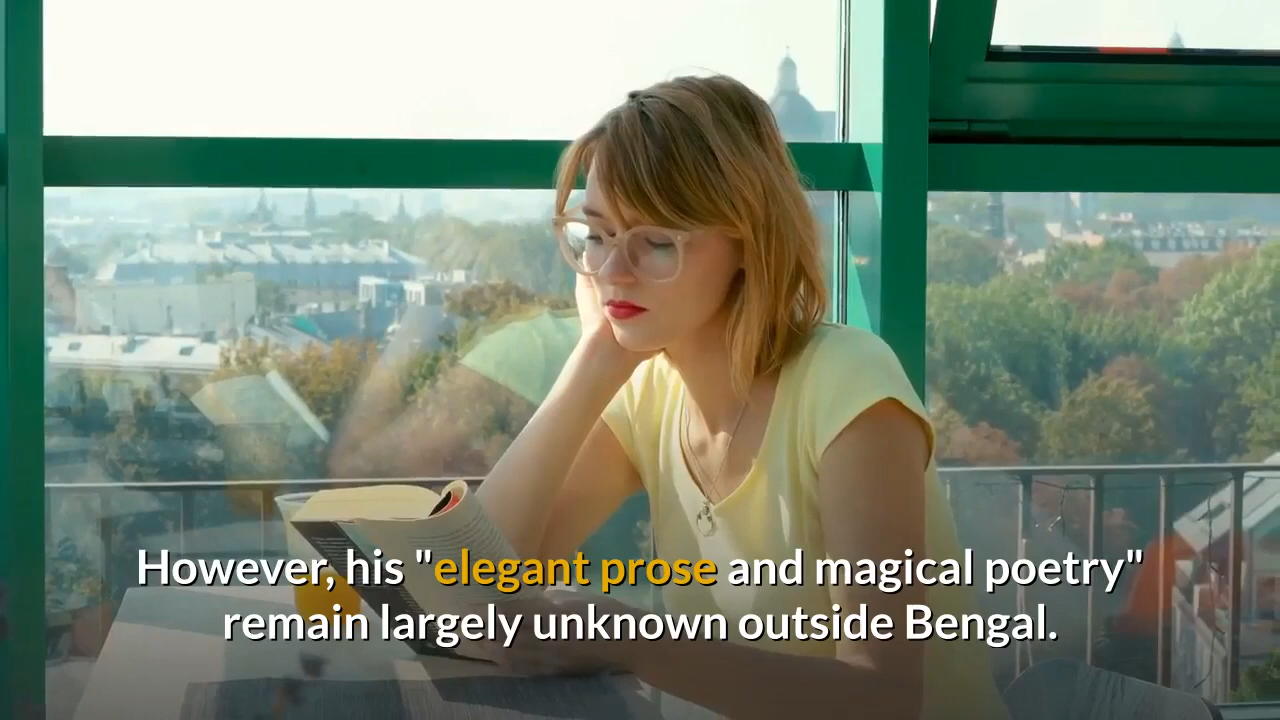 However, his "elegant prose and magical poetry"
remain largely unknown outside Bengal.